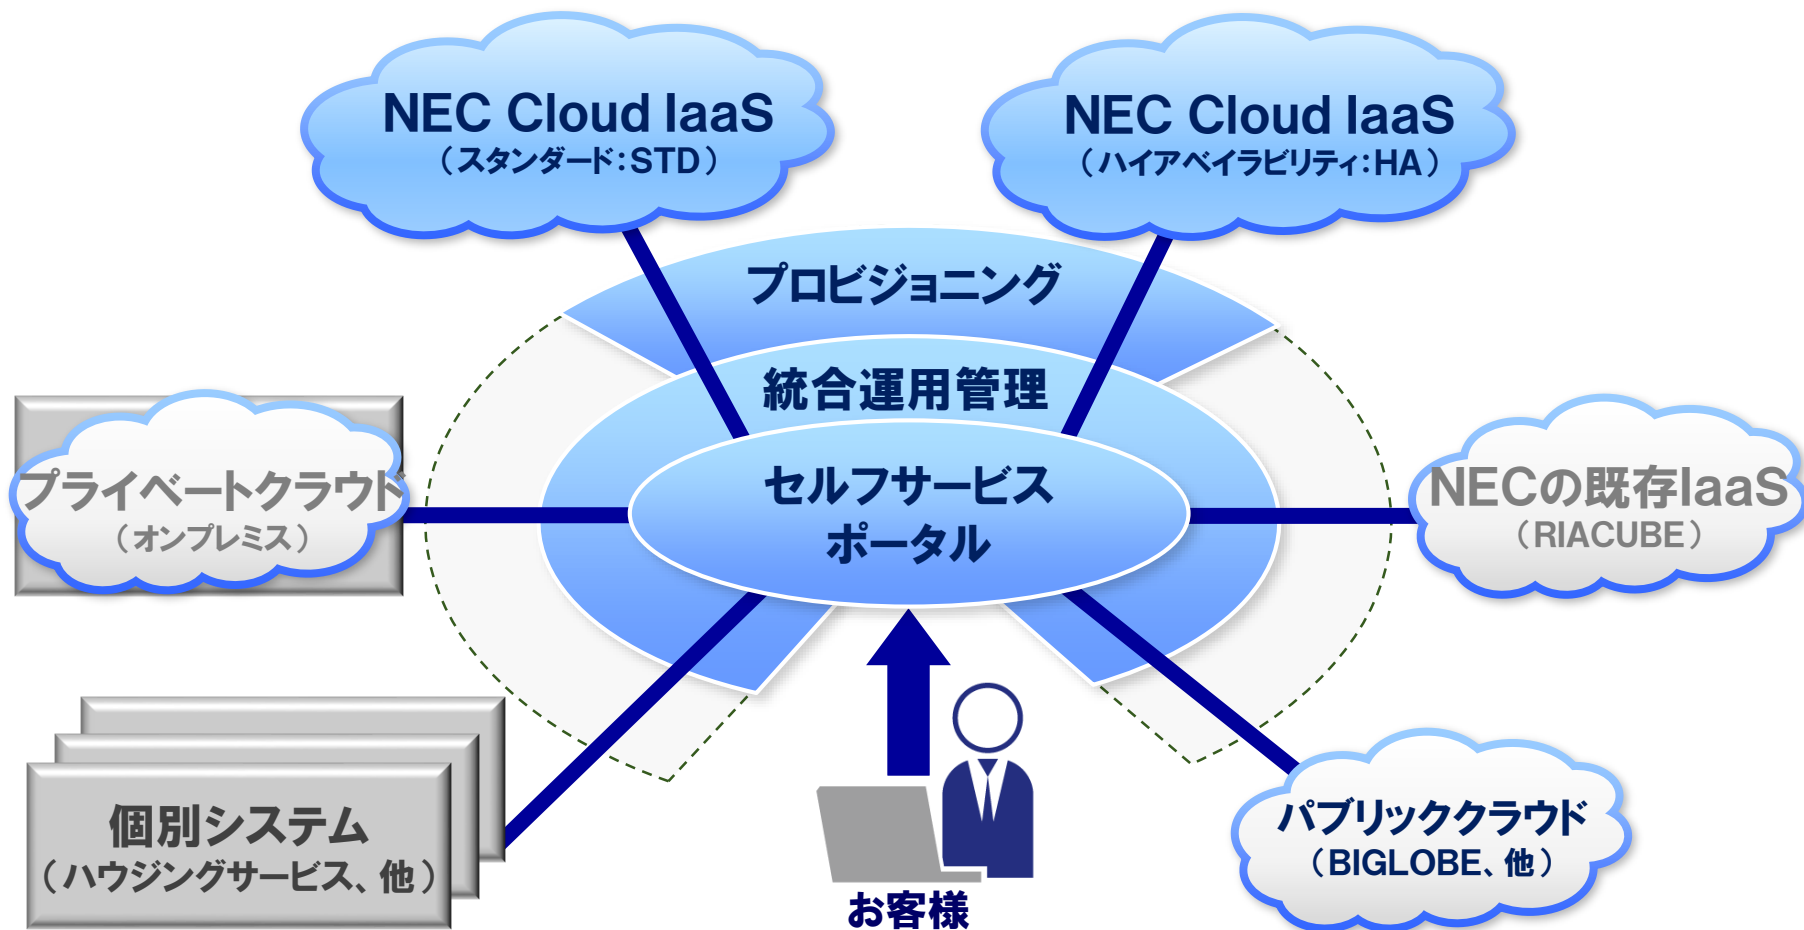 NEC Cloud IaaS
（スタンダード：STD）
NEC Cloud IaaS
（ハイアベイラビリティ：HA）
プロビジョニング
統合運用管理
セルフサービス
ポータル
プライベートクラウド
（オンプレミス）
NECの既存IaaS
（RIACUBE）
個別システム
（ハウジングサービス、他）
パブリッククラウド
（BIGLOBE、他）
お客様